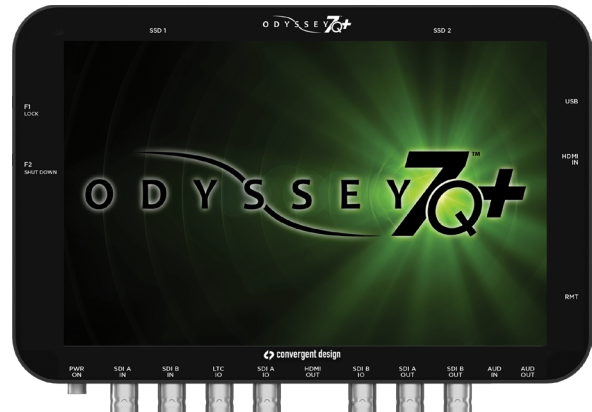 ODYSSEY7Q+
SSD 1
SSD 2
F1
LOCK
F2
SHUT DOWN
USB
HDMI
IN
RMT
ODYSSEY7Q+™
convergent design
PWR
ON
SDI A
IN
SDI B
IN
LTC
IO
SDI A
IO
HDMI
OUT
SDI B
IO
SDI A
OUT
SDI B
OUT
AUD
IN
AUD
OUT